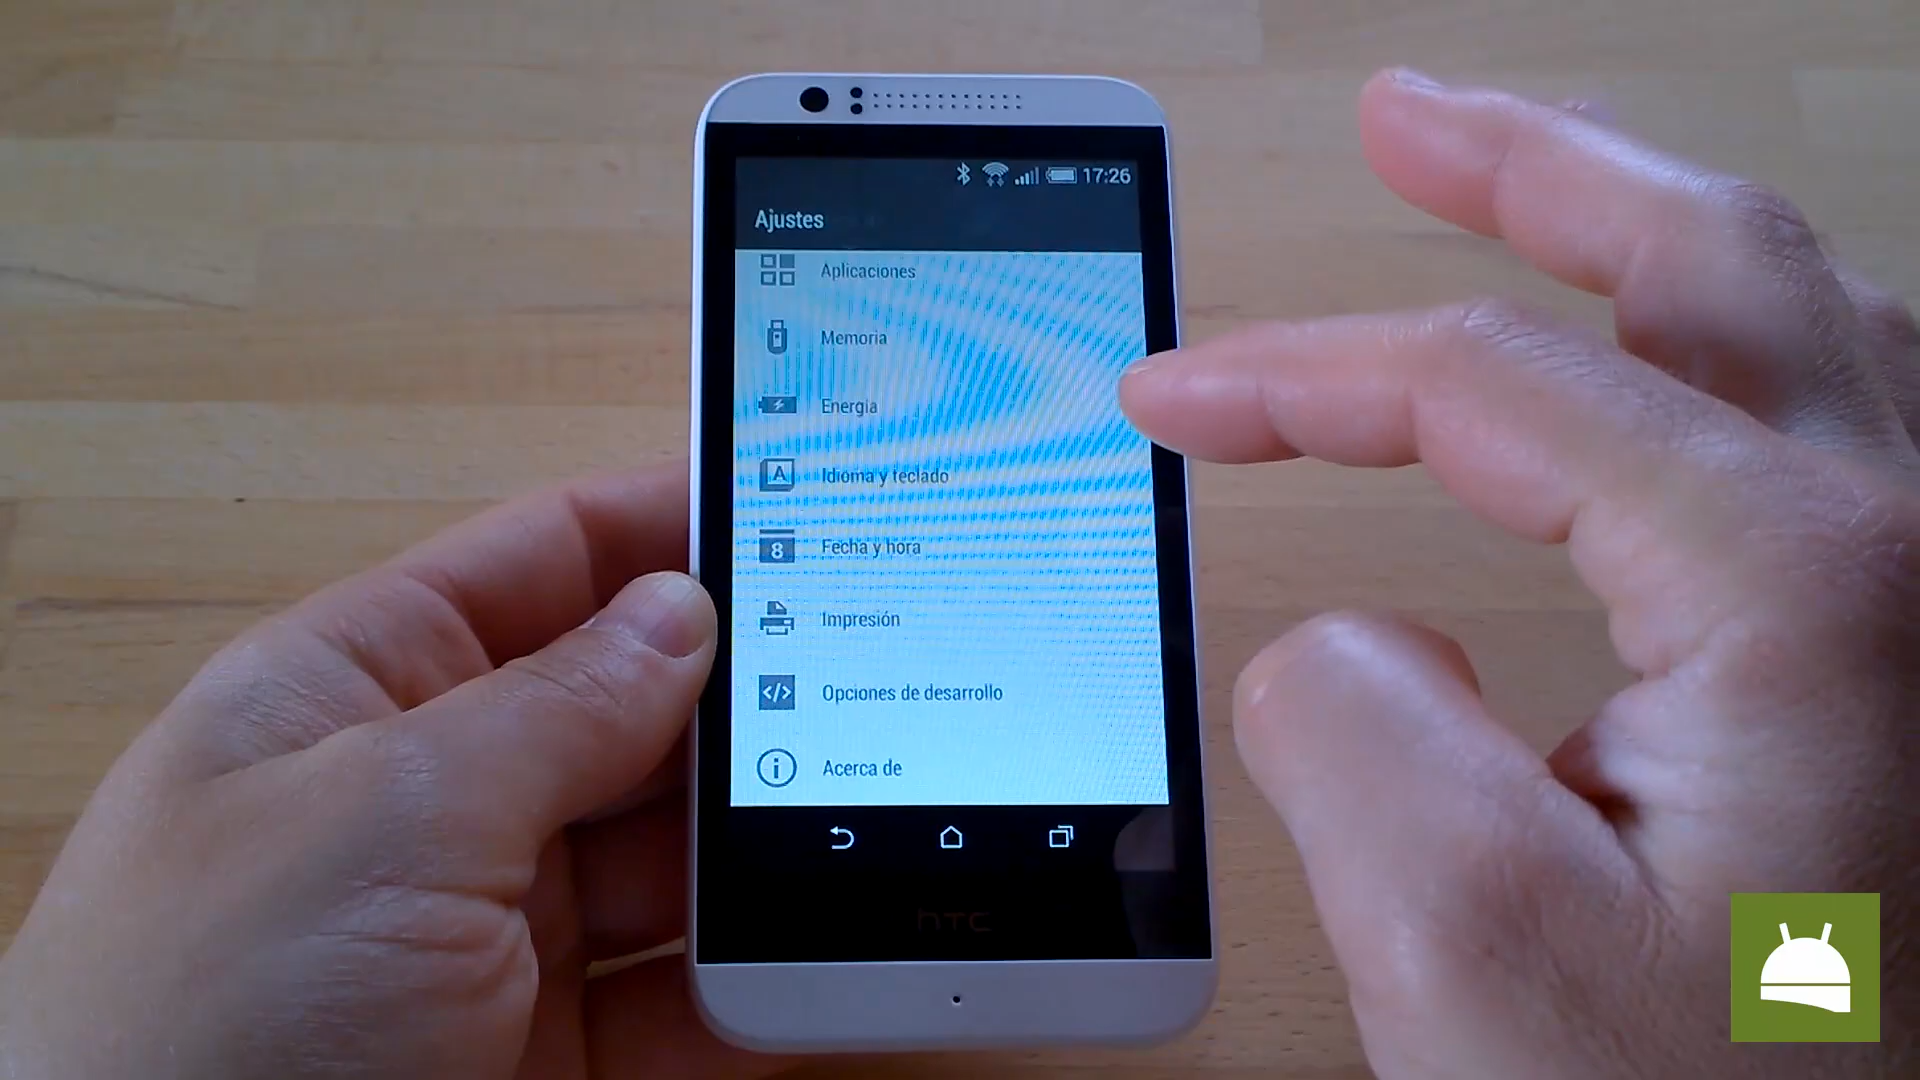 17:26
Ajustes
Aplicaciones
Memoria
Energía
A Idioma y teclado
8 Fecha y hora
Impresión
</> Opciones de desarrollo
i Acerca de
hTC